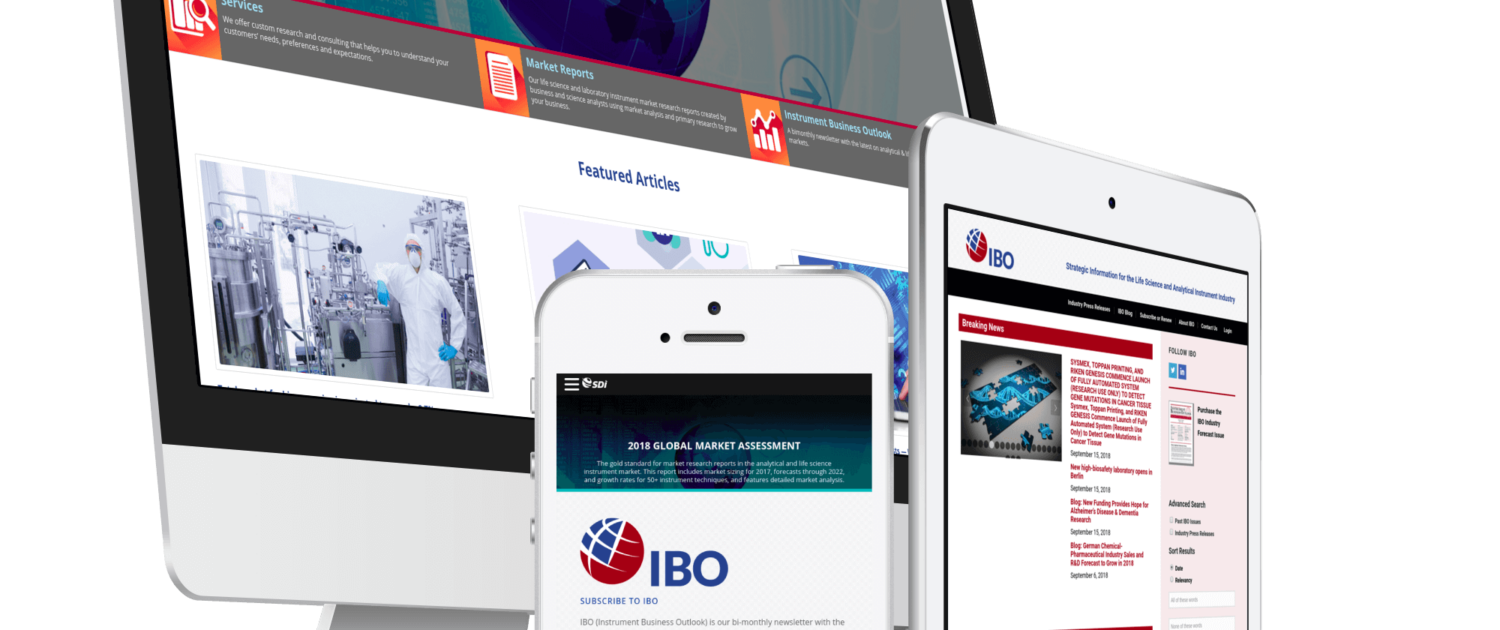 Services
We offer custom research and consulting that helps you to understand your
customers' needs, preferences and expectations.
Market Reports
Our life science and laboratory instrument market research reports created by
business and science analysts using market analysis and primary research to grow
your business.
Instrument Business Outlook
A bimonthly newsletter with the latest on analytical &
markets.
Featured Articles
SDi
2018 GLOBAL MARKET ASSESSMENT
The gold standard for market research reports in the analytical and life science
instrument market. This report includes market sizing for 2017, forecasts through 2022,
and growth rates for 50+ instrument techniques, and features detailed market analysis.
IBO
SUBSCRIBE TO IBO
IBO (Instrument Business Outlook) is our bi-monthly newsletter with the
IBO
Strategic Information for the Life Science and Analytical Instrument Industry
Industry Press Releases
IBO Blog
Subscribe or Renew
About IBO
Contact Us
Login
Breaking News
SYSMEX, TOPPAN PRINTING, AND
RIKEN GENESIS COMMENCE LAUNCH
OF FULLY AUTOMATED SYSTEM
(RESEARCH USE ONLY) TO DETECT
GENE MUTATIONS IN CANCER TISSUE
Sysmex, Toppan Printing, and RIKEN
GENESIS Commence Launch of Fully
Automated System (Research Use
Only) to Detect Gene Mutations in
Cancer Tissue
September 15, 2018
New high-biosafety laboratory opens in
Berlin
September 15, 2018
Blog: New Funding Provides Hope for
Alzheimer's Disease & Dementia
Research
September 15, 2018
Blog: German Chemical-
Pharmaceutical Industry Sales and
R&D Forecast to Grow in 2018
September 6, 2018
FOLLOW IBO
Purchase the
IBO Industry
Forecast Issue
Advanced Search
Past IBO Issues
Industry Press Releases
Sort Results
Date
Relevancy
All of these words
None of these words